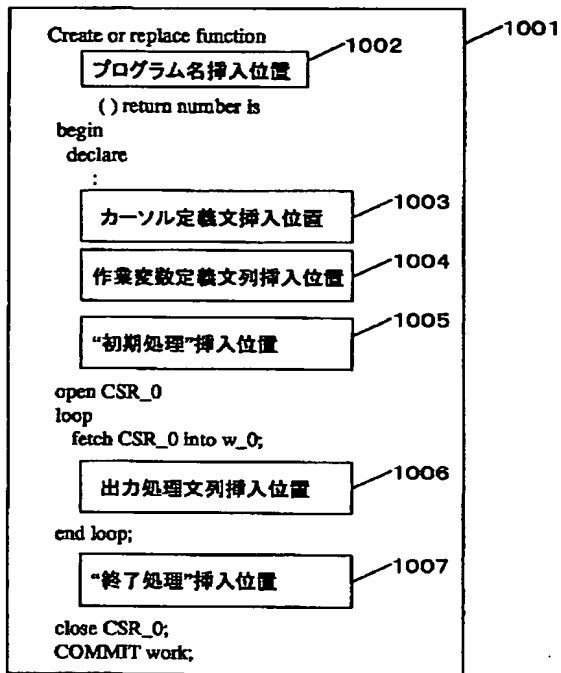 Create or replace function
1002
1001
プログラム名挿入位置
( ) return number is
begin
declare
:
1003
カーソル定義文挿入位置
1004
作業変数定義文列挿入位置
1005
“初期処理”挿入位置
open CSR_0
loop
fetch CSR_0 into w_0;
1006
出力処理文列挿入位置
end loop;
1007
“終了処理”挿入位置
close CSR_0;
COMMIT work;